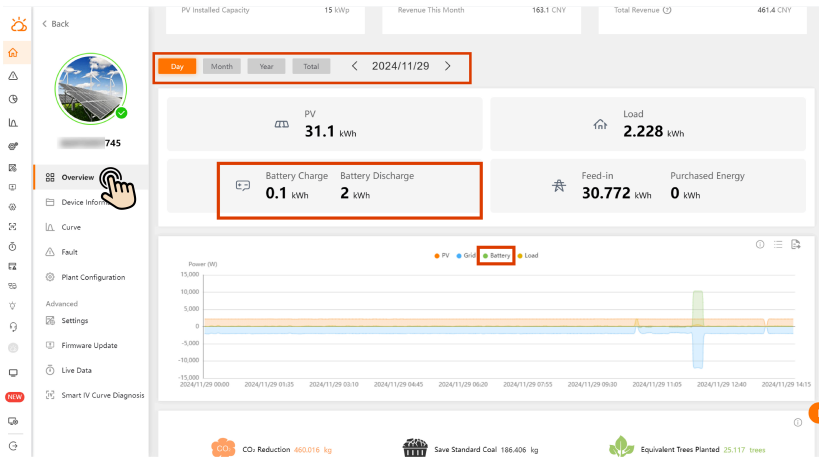 PV Installed Capacity 15 kWp Revenue This Month 163.1 CNY Total Revenue 461.4 CNY
Back
Day Month Year Total 2024/11/29
PV
31.1 kWh
Load
2.228 kWh
745
Battery Charge Battery Discharge
0.1 kWh 2 kWh
Feed-in Purchased Energy
30.772 kWh 0 kWh
Overview
Device Inform
Curve
Fault
Plant Configuration
Advanced
Settings
Firmware Update
Live Data
Smart IV Curve Diagnosis
NEW
PV Grid Battery Load
Power (W)
15,000
10,000
5,000
0
-5,000
-10,000
-15,000
2024/11/29 00:00 2024/11/29 01:35 2024/11/29 03:10 2024/11/29 04:45 2024/11/29 06:20 2024/11/29 07:55 2024/11/29 09:30 2024/11/29 11:05 2024/11/29 12:40 2024/11/29 14:15
CO₂ CO₂ Reduction 460.016 kg Save Standard Coal 186.406 kg Equivalent Trees Planted 25.117 trees